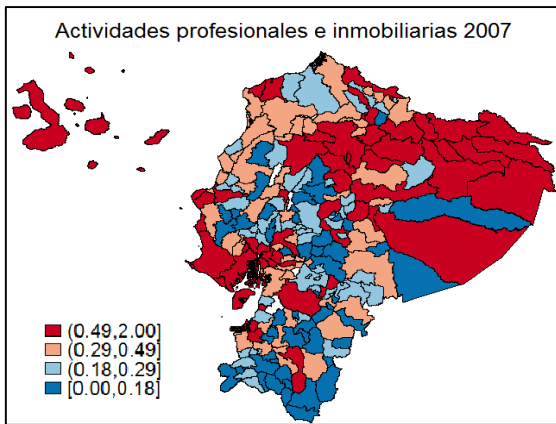 Actividades profesionales e inmobiliarias 2007
(0.49,2.00]
(0.29,0.49]
(0.18,0.29]
[0.00,0.18]